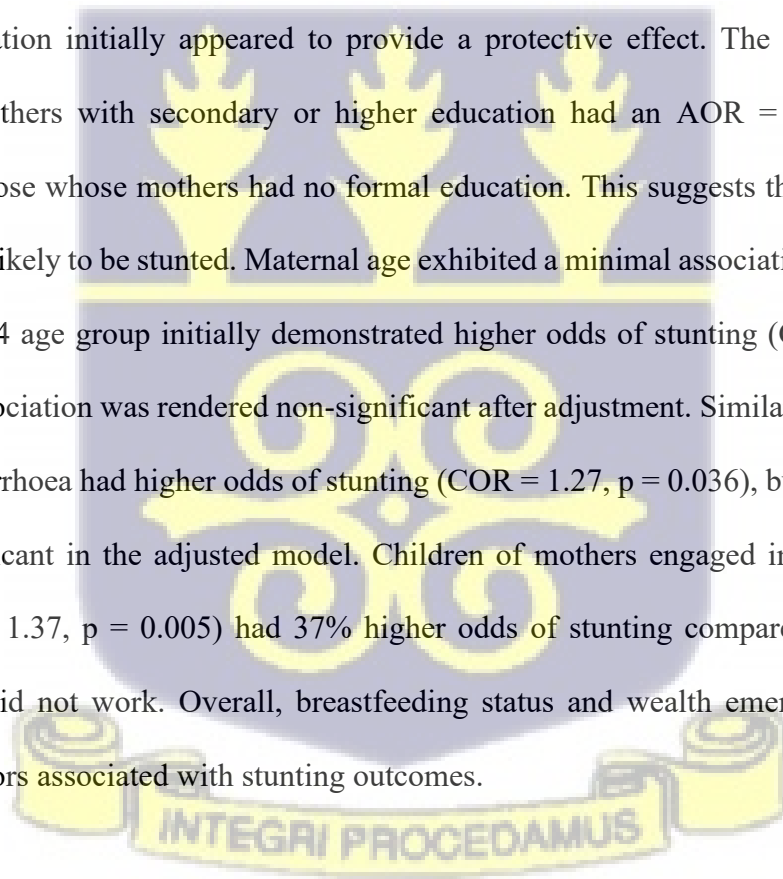 ation initially appeared to provide a protective effect. The
thers with secondary or higher education had an AOR =
ose whose mothers had no formal education. This suggests th
ikely to be stunted. Maternal age exhibited a minimal associati
4 age group initially demonstrated higher odds of stunting (
ociation was rendered non-significant after adjustment. Simila
rrhoea had higher odds of stunting (COR = 1.27, p = 0.036), b
icant in the adjusted model. Children of mothers engaged in
1.37, p = 0.005) had 37% higher odds of stunting compar
id not work. Overall, breastfeeding status and wealth emer
ors associated with stunting outcomes.
INTEGRI PROCEDAMUS